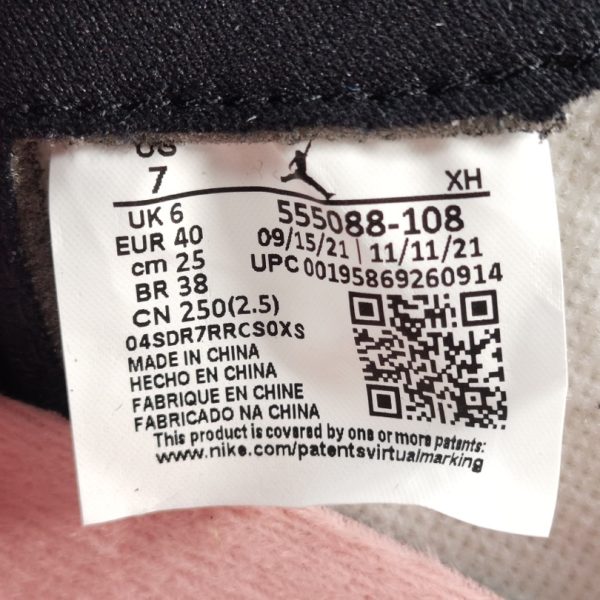 US
7
XH
UK 6
EUR 40
cm 25
BR 38
CN 250(2.5)
555088-108
09/15/21 | 11/11/21
UPC 00195869260914
04SDR7RRCS0XS
MADE IN CHINA
HECHO EN CHINA
FABRIQUE EN CHINE
FABRICADO NA CHINA
This product is covered by one or more patents:
www.nike.com/patentsvirtualmarking